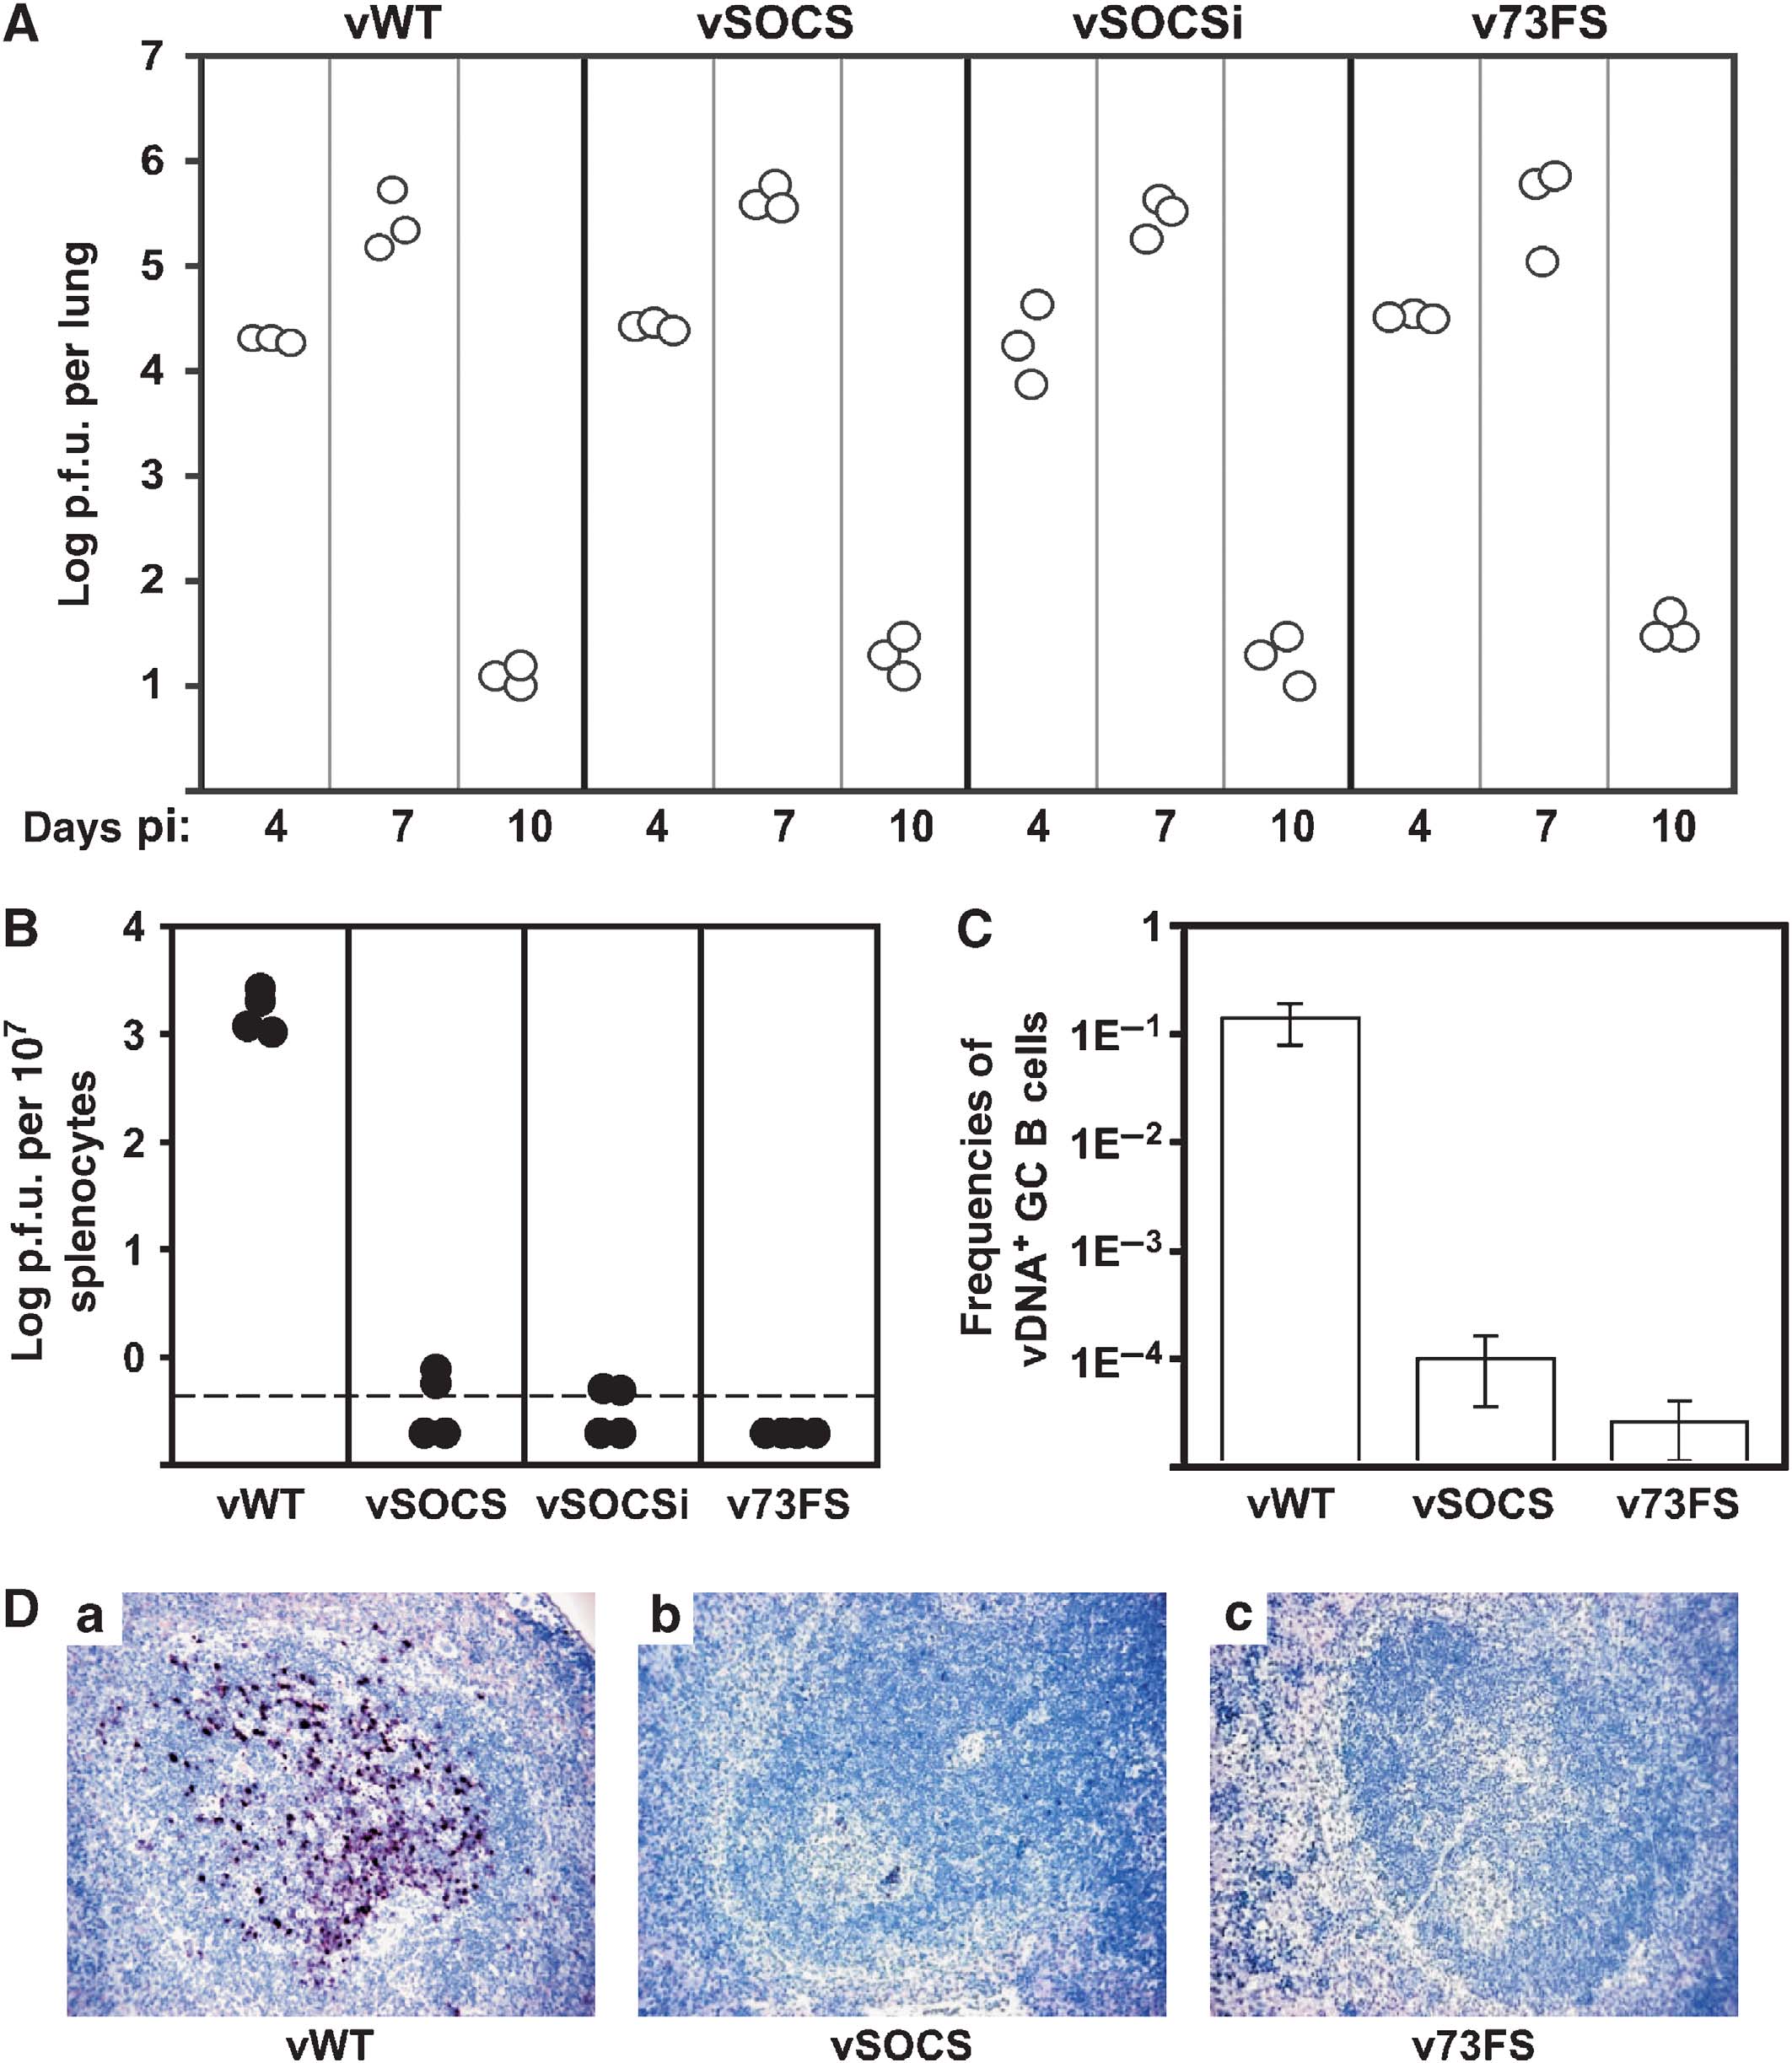 A
vWT vSOCS vSOCSi v73FS
7
6
5
4
3
2
1
Log p.f.u. per lung
Days pi: 4 7 10 4 7 10 4 7 10 4 7 10
B
4
3
2
1
0
Log p.f.u. per 10⁷
splenocytes
vWT vSOCS vSOCSi v73FS
C
1
1E−1
1E−2
1E−3
1E−4
Frequencies of
vDNA⁺ GC B cells
vWT vSOCS v73FS
D
a b c
vWT vSOCS v73FS